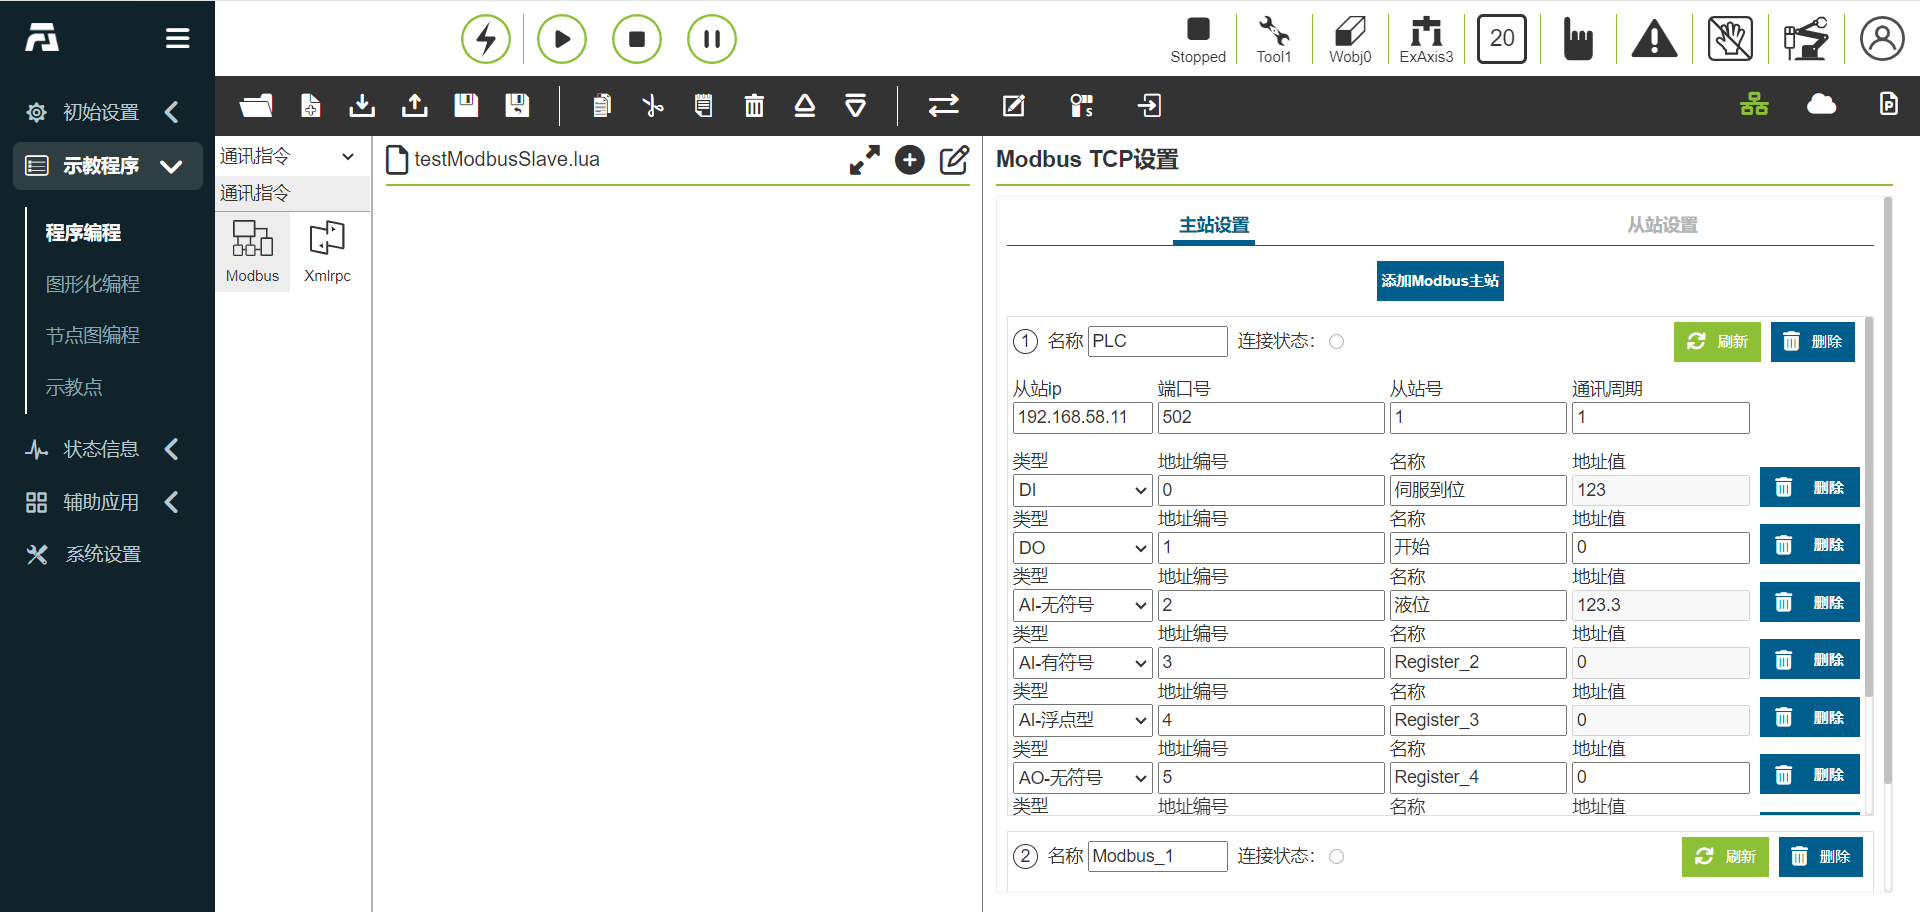 Stopped
Tool1
Wobj0
ExAxis3
20
初始设置
示教程序
程序编程
图形化编程
节点图编程
示教点
状态信息
辅助应用
系统设置
通讯指令
通讯指令
Modbus
Xmlrpc
testModbusSlave.lua
Modbus TCP设置
主站设置 从站设置
添加Modbus主站
1 名称 PLC 连接状态: 刷新 删除
从站ip 端口号 从站号 通讯周期
192.168.58.11 502 1 1
类型 地址编号 名称 地址值
DI 0 伺服到位 123 删除
类型 地址编号 名称 地址值
DO 1 开始 0 删除
类型 地址编号 名称 地址值
AI-无符号 2 液位 123.3 删除
类型 地址编号 名称 地址值
AI-有符号 3 Register_2 0 删除
类型 地址编号 名称 地址值
AI-浮点型 4 Register_3 0 删除
类型 地址编号 名称 地址值
AO-无符号 5 Register_4 0 删除
类型 地址编号 名称 地址值
2 名称 Modbus_1 连接状态: 刷新 删除